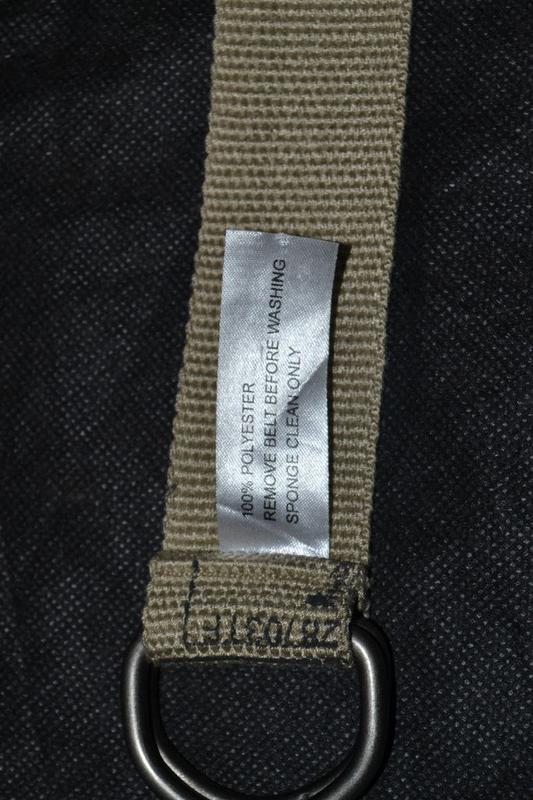 100% POLYESTER
REMOVE BELT BEFORE WASHING
SPONGE CLEAN ONLY